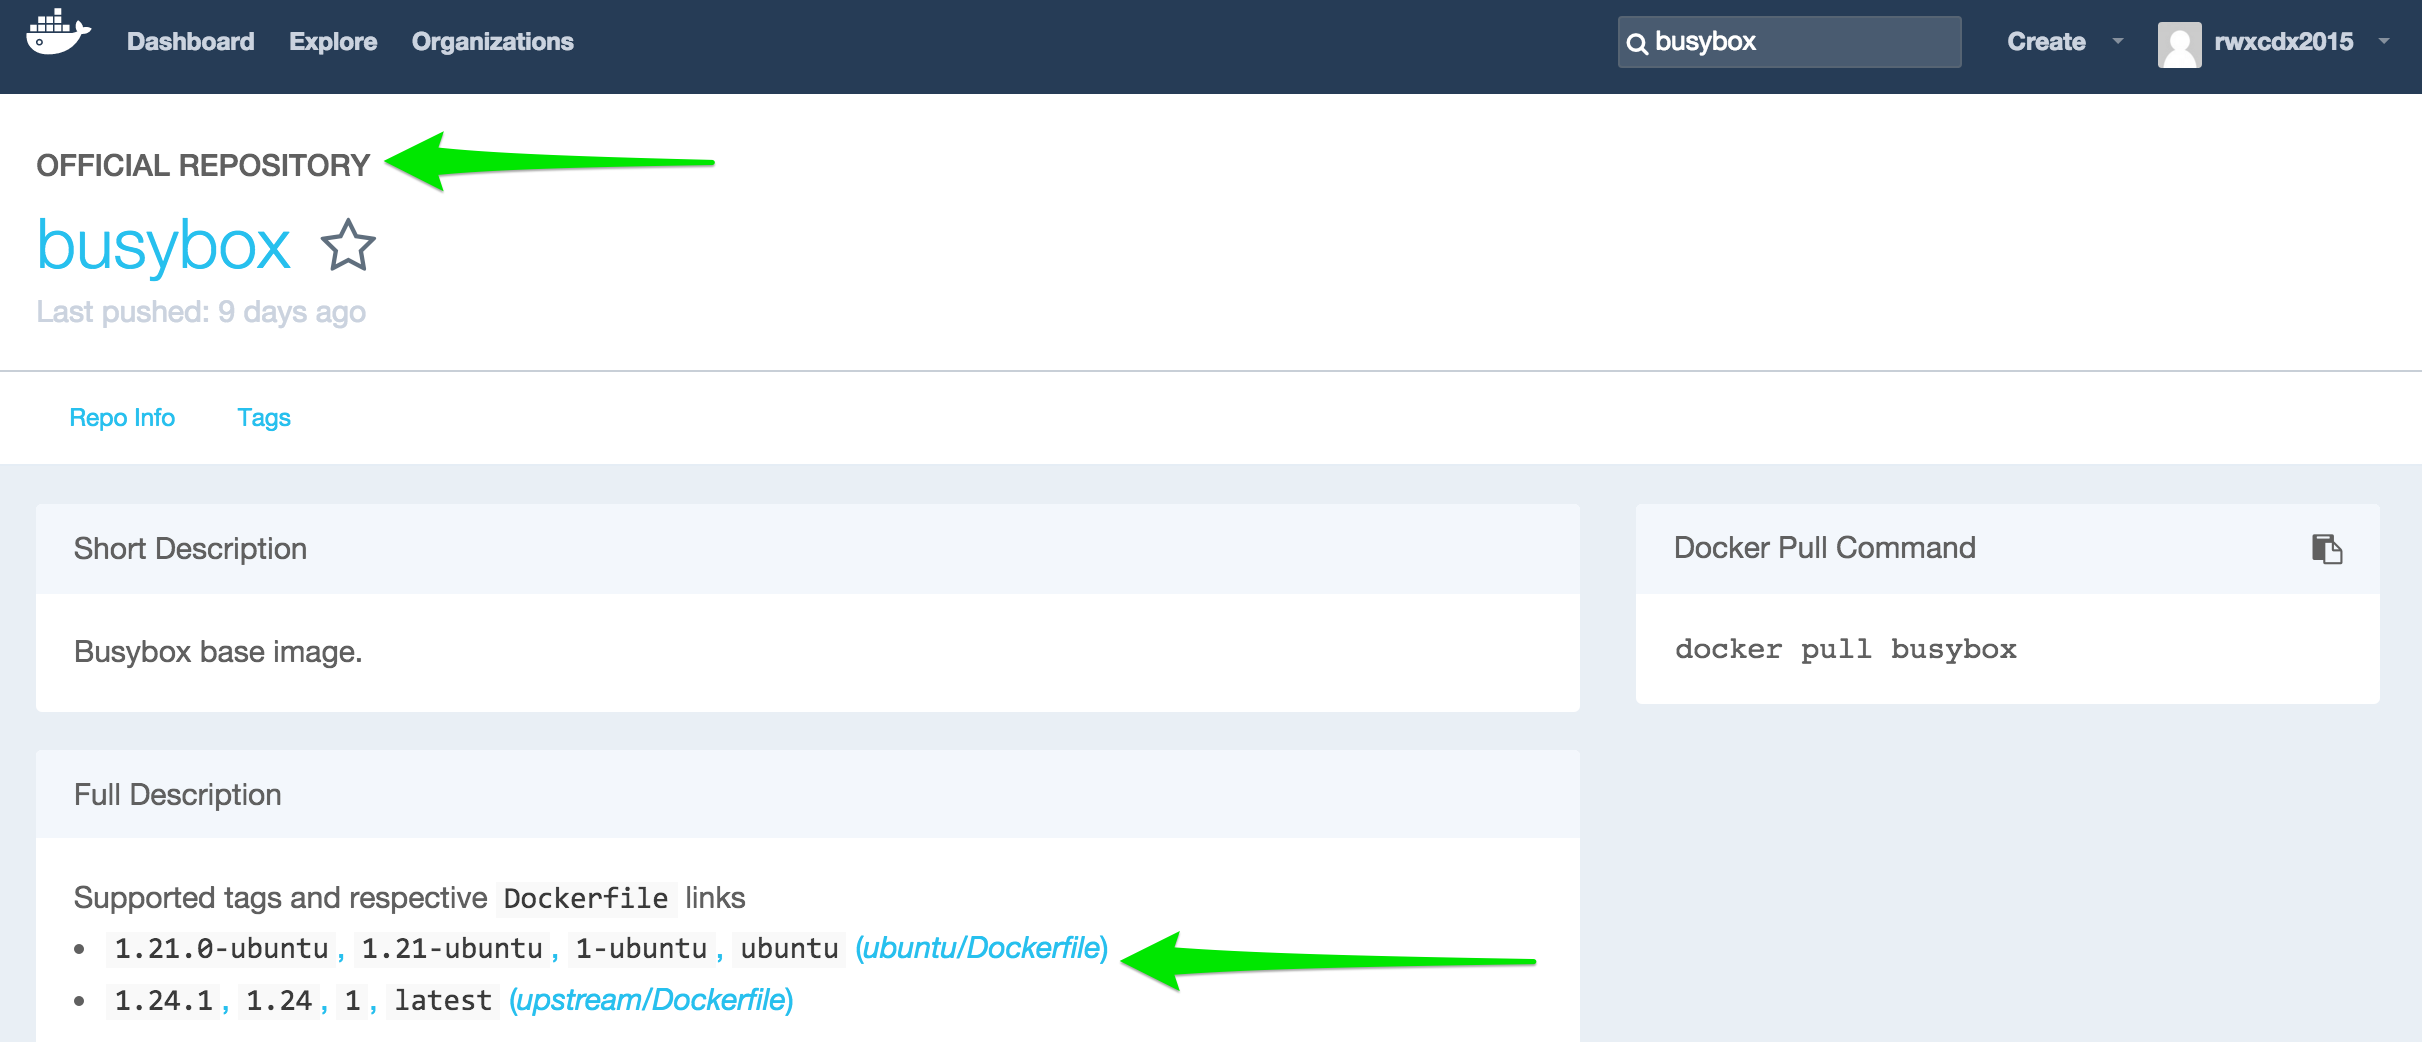 Dashboard Explore Organizations busybox Create rwxcdx2015
OFFICIAL REPOSITORY
busybox
Last pushed: 9 days ago
Repo Info Tags
Short Description
Busybox base image.
Docker Pull Command
docker pull busybox
Full Description
Supported tags and respective Dockerfile links
• 1.21.0-ubuntu, 1.21-ubuntu, 1-ubuntu, ubuntu (ubuntu/Dockerfile)
• 1.24.1, 1.24, 1, latest (upstream/Dockerfile)